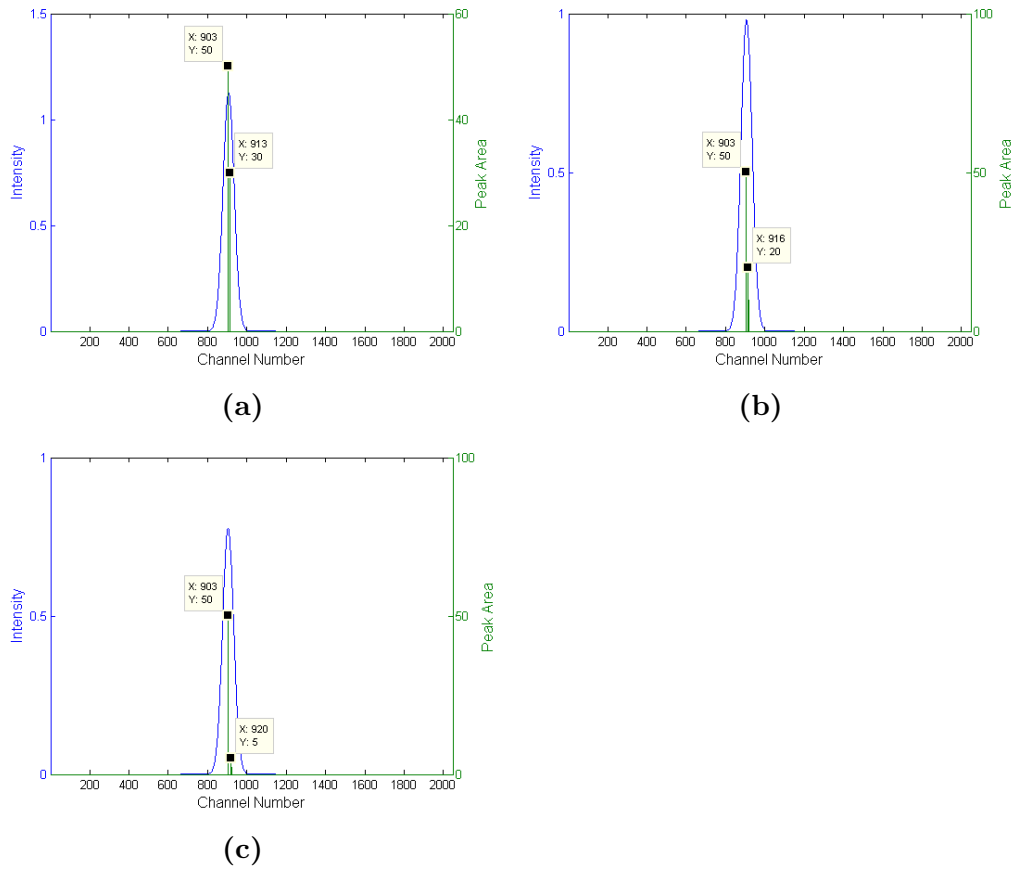 1.5
1
0.5
0
60
40
20
0
X: 903
Y: 50
X: 913
Y: 30
200 400 600 800 1000 1200 1400 1600 1800 2000
Intensity
Peak Area
Channel Number
(a)
1
0.5
0
100
50
0
X: 903
Y: 50
X: 916
Y: 20
200 400 600 800 1000 1200 1400 1600 1800 2000
Intensity
Peak Area
Channel Number
(b)
1
0.5
0
100
50
0
X: 903
Y: 50
X: 920
Y: 5
200 400 600 800 1000 1200 1400 1600 1800 2000
Intensity
Peak Area
Channel Number
(c)